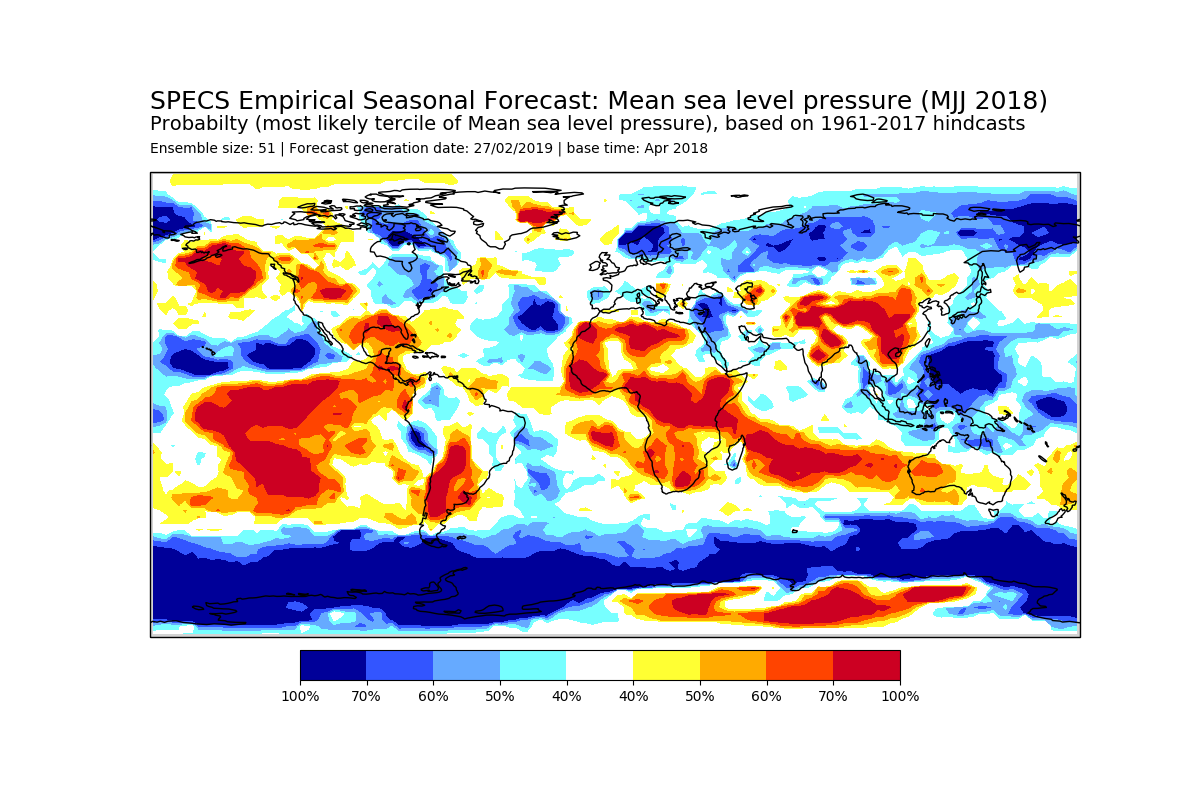 SPECS Empirical Seasonal Forecast: Mean sea level pressure (MJJ 2018)
Probabilty (most likely tercile of Mean sea level pressure), based on 1961-2017 hindcasts
Ensemble size: 51 | Forecast generation date: 27/02/2019 | base time: Apr 2018
100% 70% 60% 50% 40% 40% 50% 60% 70% 100%